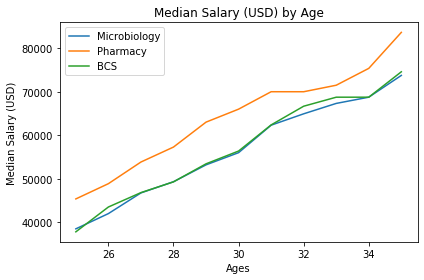 Median Salary (USD) by Age
Microbiology
Pharmacy
BCS
Median Salary (USD)
80000
70000
60000
50000
40000
26
28
30
32
34
Ages